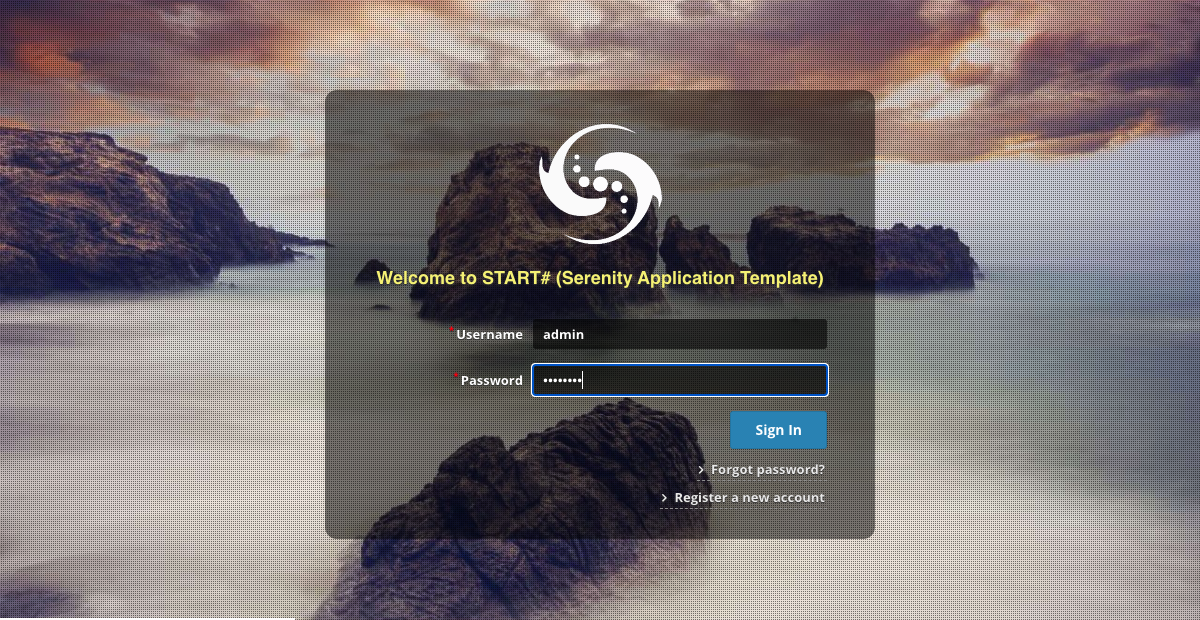 Welcome to START# (Serenity Application Template)
* Username admin
* Password ••••••••
Sign In
Forgot password?
Register a new account